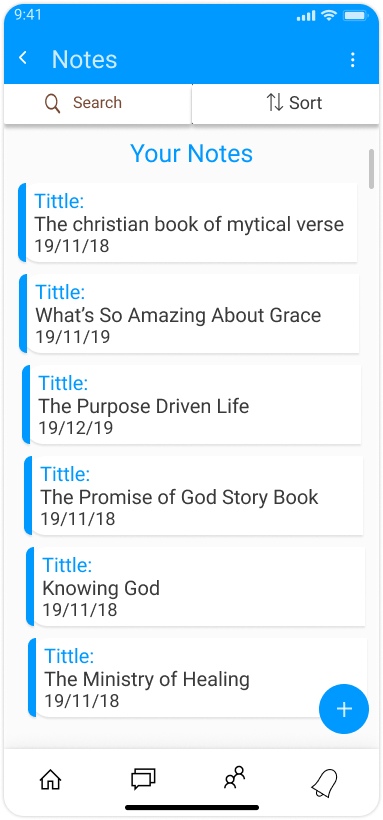 9:41
Notes
Search
Sort
Your Notes
Tittle:
The christian book of mytical verse
19/11/18
Tittle:
What's So Amazing About Grace
19/11/19
Tittle:
The Purpose Driven Life
19/12/19
Tittle:
The Promise of God Story Book
19/11/18
Tittle:
Knowing God
19/11/18
Tittle:
The Ministry of Healing
19/11/18